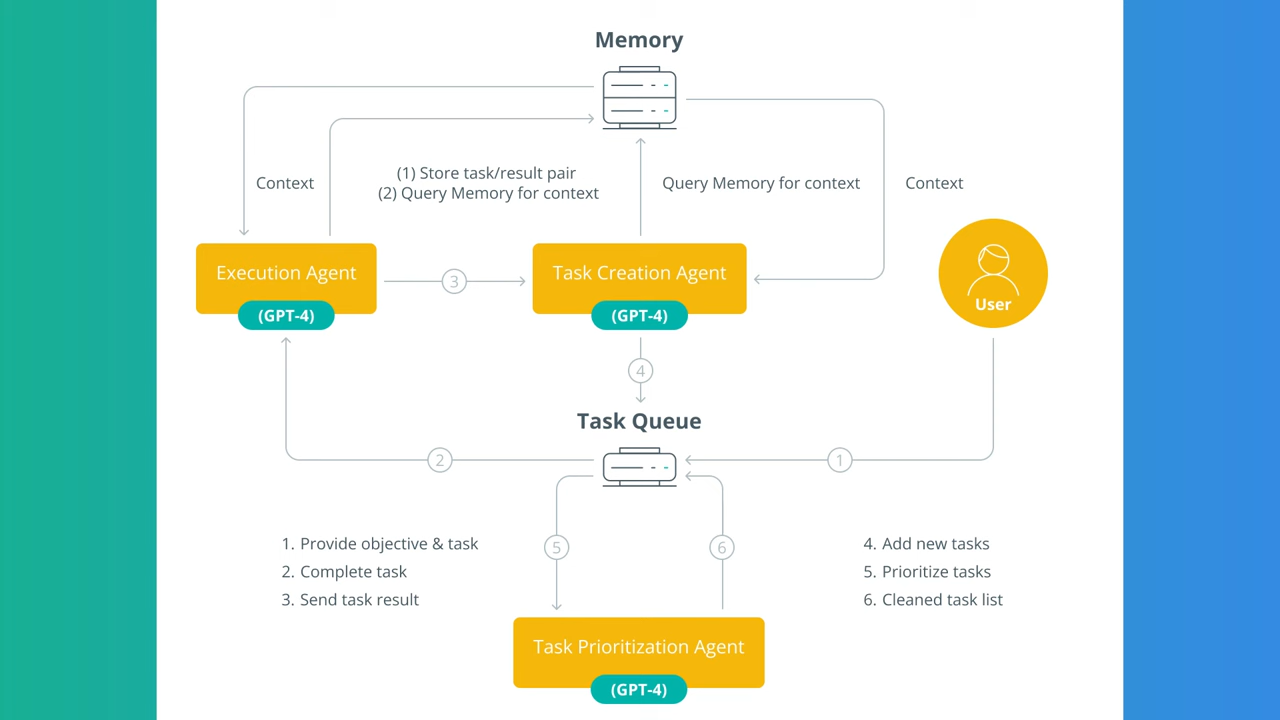 Memory
Context
(1) Store task/result pair
(2) Query Memory for context
Query Memory for context
Context
Execution Agent
(GPT-4)
3
Task Creation Agent
(GPT-4)
User
4
Task Queue
2
1
5
6
1. Provide objective & task
2. Complete task
3. Send task result
4. Add new tasks
5. Prioritize tasks
6. Cleaned task list
Task Prioritization Agent
(GPT-4)